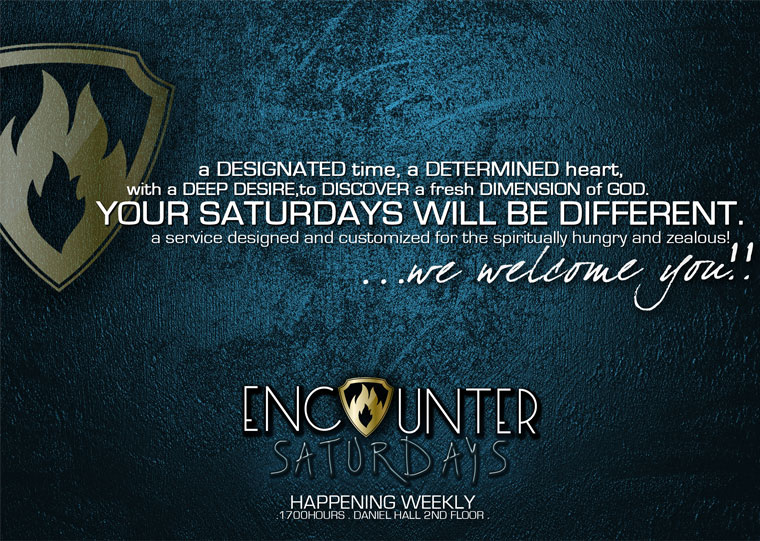 a DESIGNATED time, a DETERMINED heart,
with a DEEP DESIRE,to DISCOVER a fresh DIMENSION of GOD.
YOUR SATURDAYS WILL BE DIFFERENT.
a service designed and customized for the spiritually hungry and zealous!
...we welcome you!!
ENCOUNTER
SATURDAYS
HAPPENING WEEKLY
.1700HOURS . DANIEL HALL 2ND FLOOR .